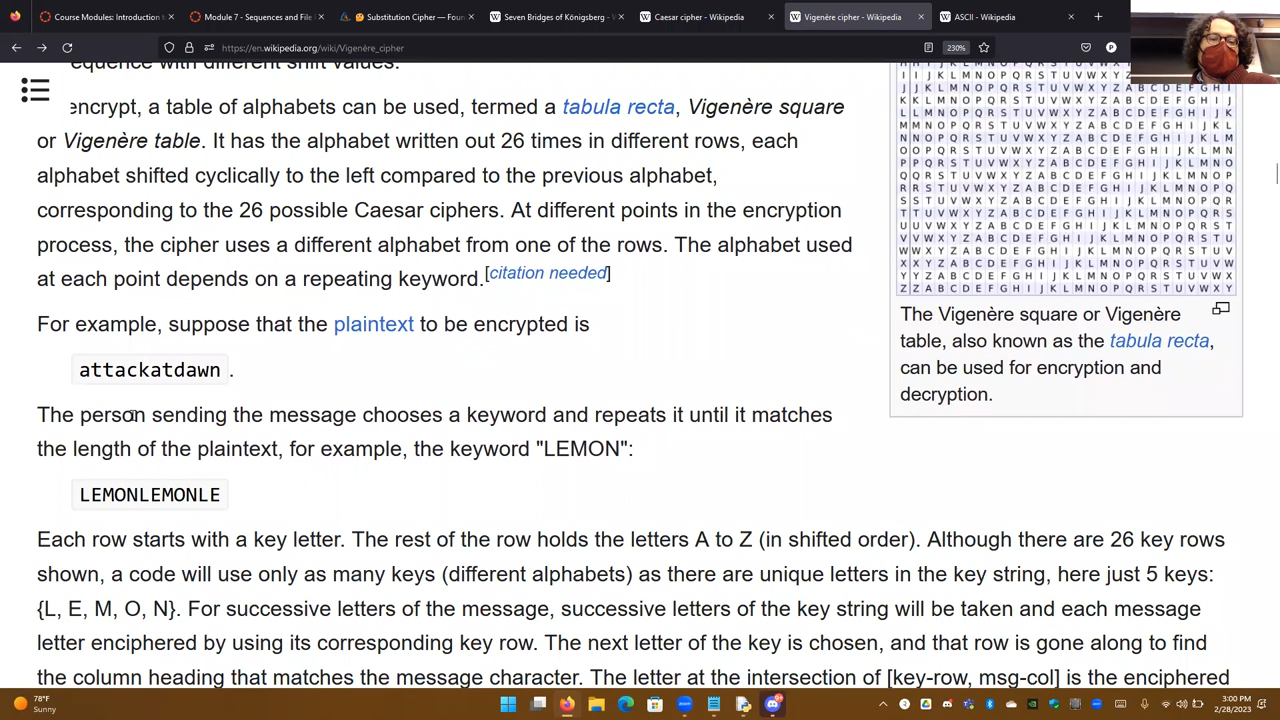 Course Modules: Introduction t
Module 7 - Sequences and File
Substitution Cipher — Foun
Seven Bridges of Königsberg - W
Caesar cipher - Wikipedia
Vigenère cipher - Wikipedia
ASCII - Wikipedia
https://en.wikipedia.org/wiki/Vigenère_cipher
230%
equence with different shift values.
encrypt, a table of alphabets can be used, termed a tabula recta, Vigenère square
or Vigenère table. It has the alphabet written out 26 times in different rows, each
alphabet shifted cyclically to the left compared to the previous alphabet,
corresponding to the 26 possible Caesar ciphers. At different points in the encryption
process, the cipher uses a different alphabet from one of the rows. The alphabet used
at each point depends on a repeating keyword.[citation needed]
For example, suppose that the plaintext to be encrypted is
attackatdawn.
The person sending the message chooses a keyword and repeats it until it matches
the length of the plaintext, for example, the keyword "LEMON":
LEMONLEMONLE
Each row starts with a key letter. The rest of the row holds the letters A to Z (in shifted order). Although there are 26 key rows
shown, a code will use only as many keys (different alphabets) as there are unique letters in the key string, here just 5 keys:
{L, E, M, O, N}. For successive letters of the message, successive letters of the key string will be taken and each message
letter enciphered by using its corresponding key row. The next letter of the key is chosen, and that row is gone along to find
the column heading that matches the message character. The letter at the intersection of [key-row, msg-col] is the enciphered
I I J K L M N O P Q R S T U V W X Y Z
J J K L M N O P Q R S T U V W X Y Z A B C D E F G H I
K K L M N O P Q R S T U V W X Y Z A B C D E F G H I J
L L M N O P Q R S T U V W X Y Z A B C D E F G H I J K
M M N O P Q R S T U V W X Y Z A B C D E F G H I J K L
N N O P Q R S T U V W X Y Z A B C D E F G H I J K L M
O O P Q R S T U V W X Y Z A B C D E F G H I J K L M N
P P Q R S T U V W X Y Z A B C D E F G H I J K L M N O
Q Q R S T U V W X Y Z A B C D E F G H I J K L M N O P
R R S T U V W X Y Z A B C D E F G H I J K L M N O P Q
S S T U V W X Y Z A B C D E F G H I J K L M N O P Q R
T T U V W X Y Z A B C D E F G H I J K L M N O P Q R S
U U V W X Y Z A B C D E F G H I J K L M N O P Q R S T
V V W X Y Z A B C D E F G H I J K L M N O P Q R S T U
W W X Y Z A B C D E F G H I J K L M N O P Q R S T U V
X X Y Z A B C D E F G H I J K L M N O P Q R S T U V W
Y Y Z A B C D E F G H I J K L M N O P Q R S T U V W X
Z Z A B C D E F G H I J K L M N O P Q R S T U V W X Y
The Vigenère square or Vigenère
table, also known as the tabula recta,
can be used for encryption and
decryption.
78°F
Sunny
3:00 PM
2/28/2023